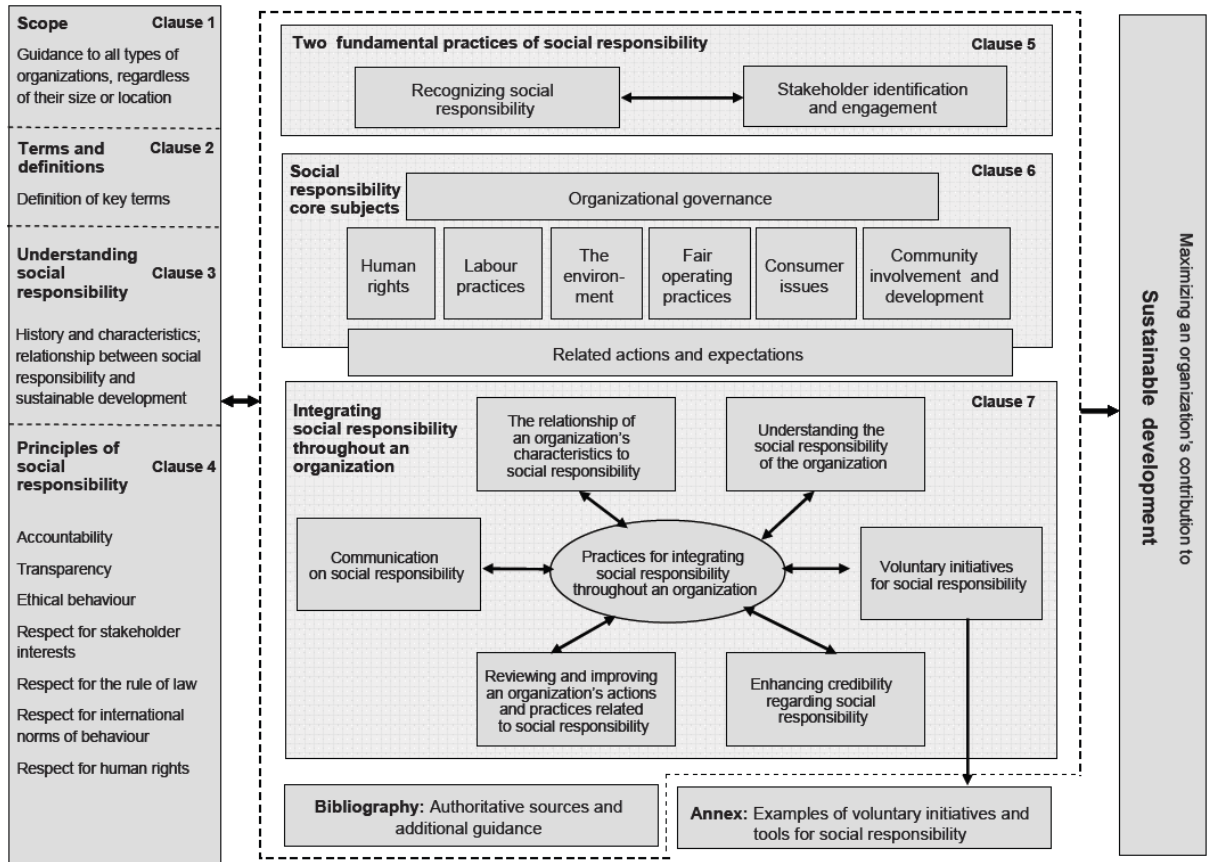 Scope Clause 1
Guidance to all types of
organizations, regardless
of their size or location
Terms and Clause 2
definitions
Definition of key terms
Understanding
social Clause 3
responsibility
History and characteristics;
relationship between social
responsibility and
sustainable development
Principles of
social Clause 4
responsibility
Accountability
Transparency
Ethical behaviour
Respect for stakeholder
interests
Respect for the rule of law
Respect for international
norms of behaviour
Respect for human rights
Two fundamental practices of social responsibility Clause 5
Recognizing social
responsibility
Stakeholder identification
and engagement
Social
responsibility
core subjects
Clause 6
Organizational governance
Human
rights
Labour
practices
The
environ-
ment
Fair
operating
practices
Consumer
issues
Community
involvement and
development
Related actions and expectations
Integrating
social responsibility
throughout an
organization
Clause 7
The relationship of
an organization's
characteristics to
social responsibility
Understanding the
social responsibility
of the organization
Communication
on social responsibility
Practices for integrating
social responsibility
throughout an organization
Voluntary initiatives
for social responsibility
Reviewing and improving
an organization's actions
and practices related
to social responsibility
Enhancing credibility
regarding social
responsibility
Bibliography: Authoritative sources and
additional guidance
Annex: Examples of voluntary initiatives and
tools for social responsibility
Maximizing an organization's contribution to
Sustainable development